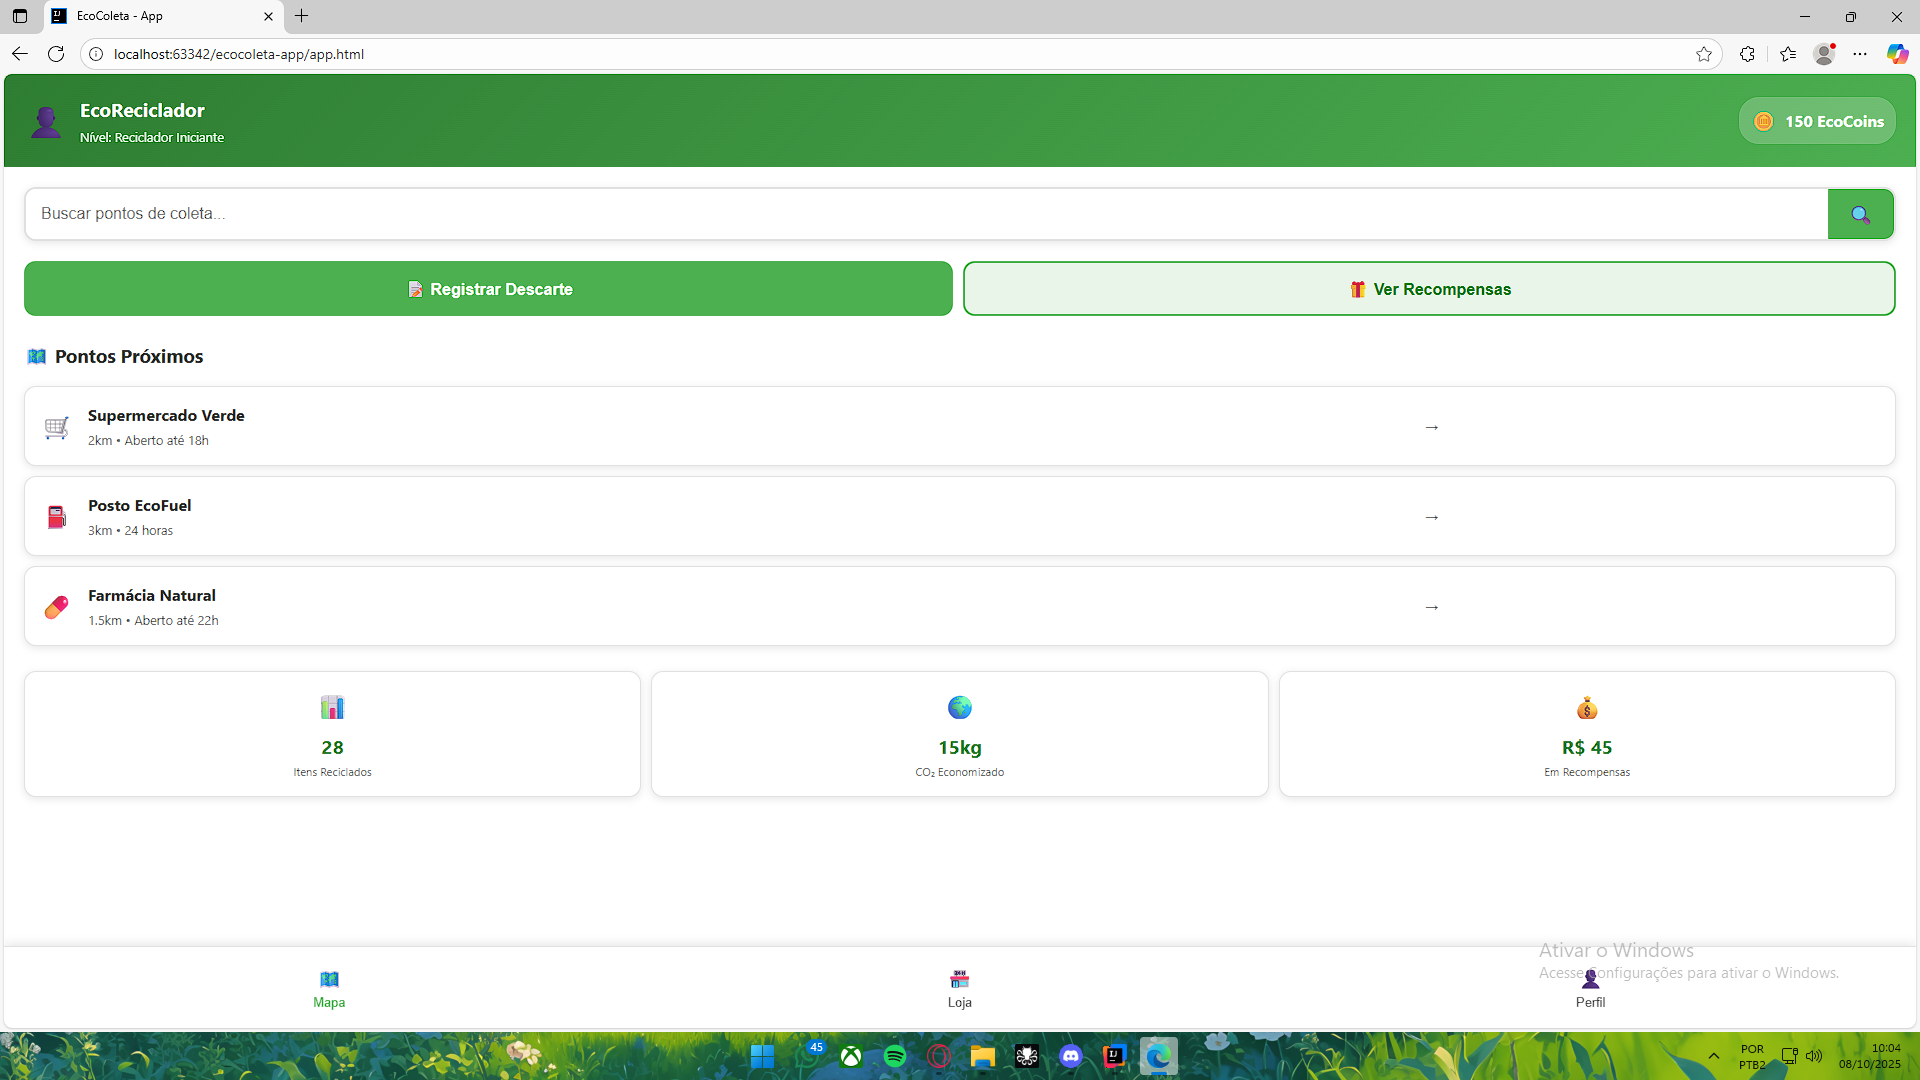 EcoColeta - App
localhost:63342/ecocoleta-app/app.html
EcoReciclador
Nível: Reciclador Iniciante
150 EcoCoins
Buscar pontos de coleta...
Registrar Descarte
Ver Recompensas
Pontos Próximos
Supermercado Verde
2km • Aberto até 18h
→
Posto EcoFuel
3km • 24 horas
→
Farmácia Natural
1.5km • Aberto até 22h
→
28
Itens Reciclados
15kg
CO₂ Economizado
R$ 45
Em Recompensas
Ativar o Windows
Acesse Configurações para ativar o Windows.
Mapa
Loja
Perfil
45
POR
PTB2
10:04
08/10/2025